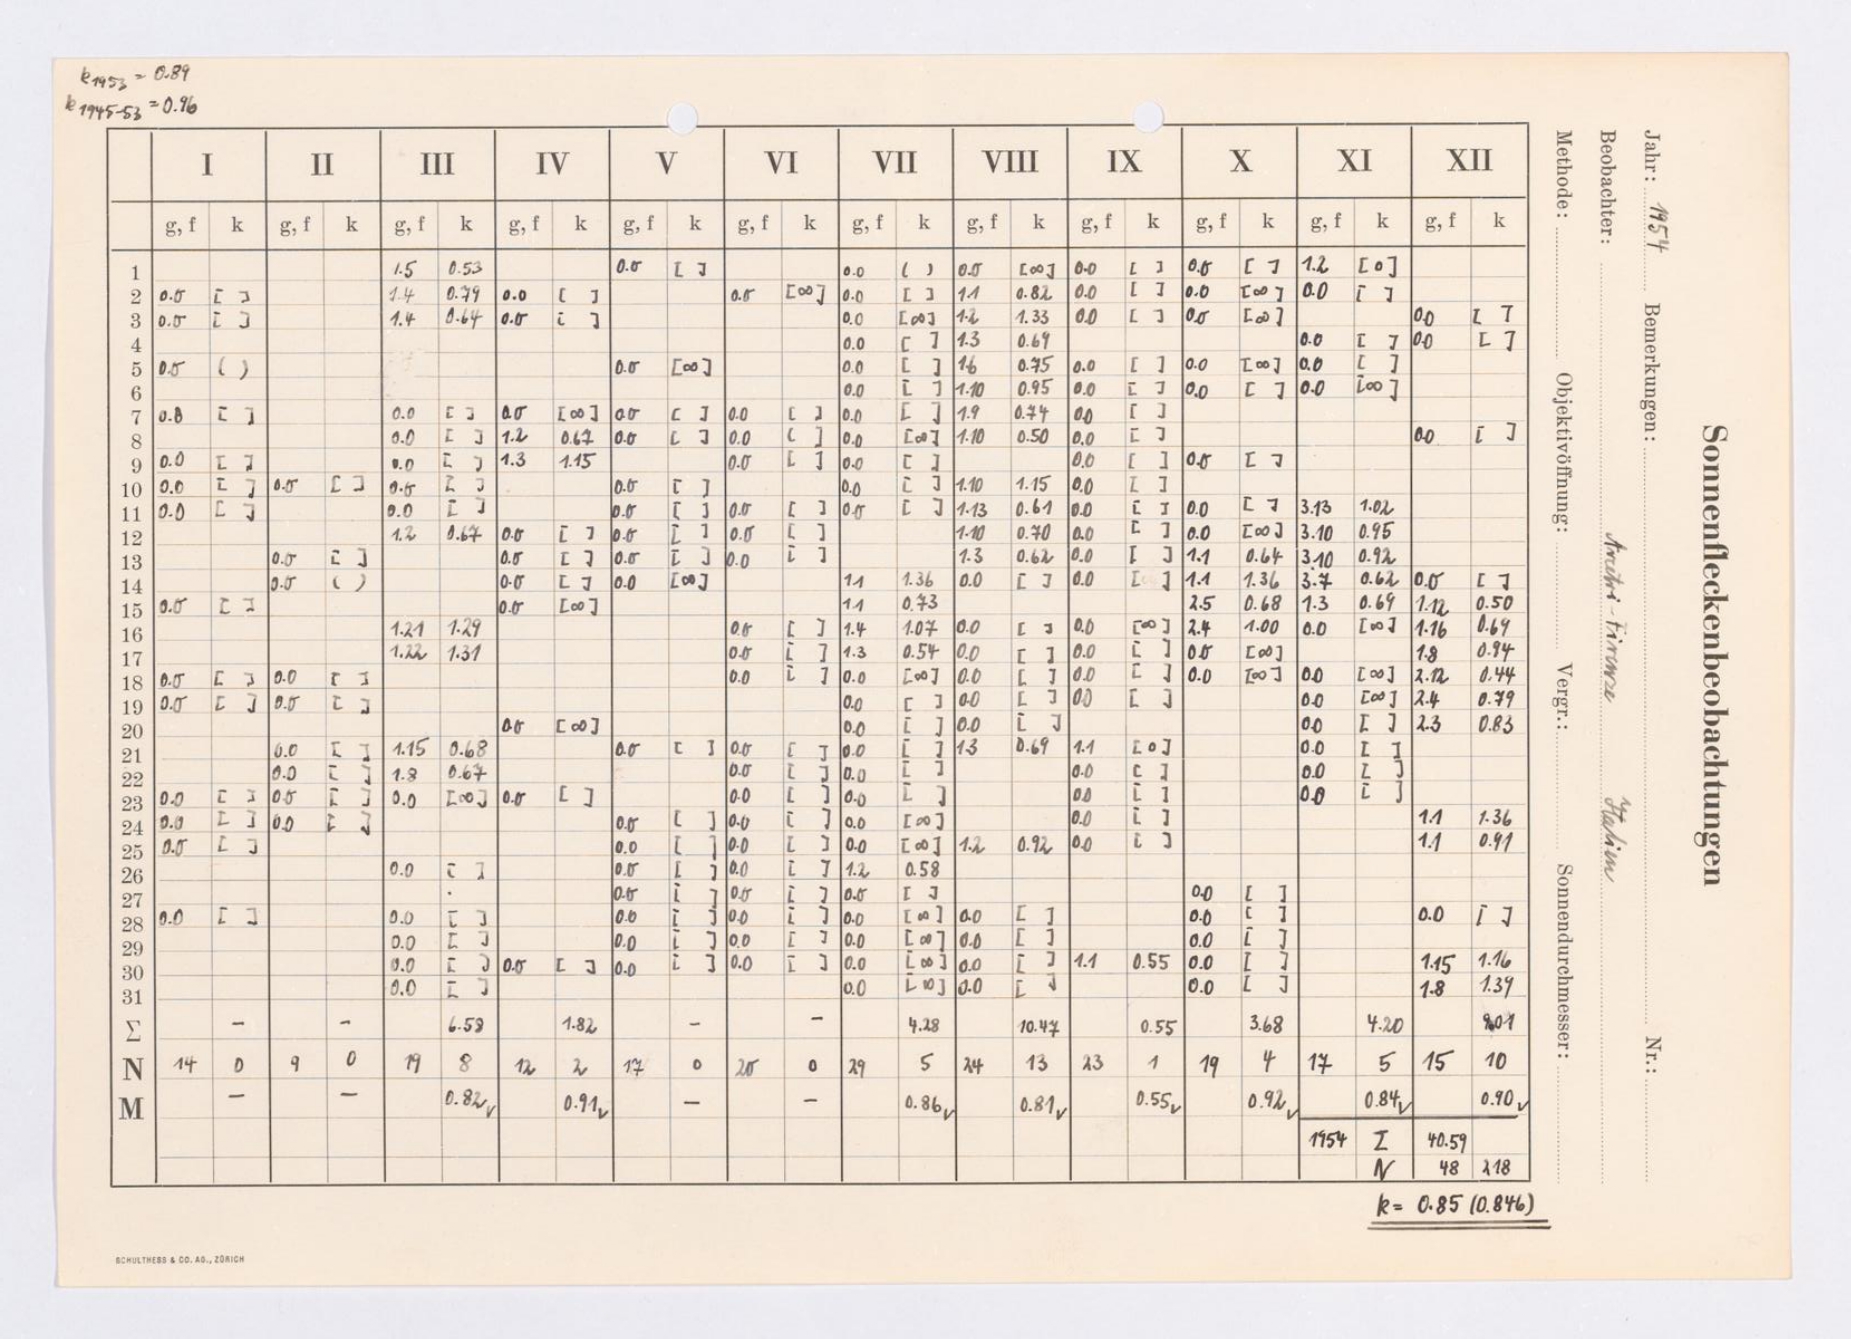 k1953 = 0.89
k1945-53 = 0.96
I II III IV V VI VII VIII IX X XI XII
g, f k g, f k g, f k g, f k g, f k g, f k g, f k g, f k g, f k g, f k g, f k g, f k
1 1.5 0.53 0.0 [ ] 0.0 ( ) 0.0 [∞] 0.0 [ ] 0.0 [ ] 1.2 [0]
2 0.0 [ ] 1.4 0.79 0.0 [ ] 0.0 [∞] 0.0 [ ] 1.1 0.82 0.0 [ ] 0.0 [∞] 0.0 [ ]
3 0.0 [ ] 1.4 0.64 0.0 [ ] 0.0 [∞] 1.2 1.33 0.0 [ ] 0.0 [∞] 0.0 [ ]
4 0.0 [ ] 1.3 0.69 0.0 [ ] 0.0 [ ]
5 0.0 ( ) 0.0 [∞] 0.0 [ ] 1.6 0.75 0.0 [ ] 0.0 [∞] 0.0 [ ]
6 0.0 [ ] 1.10 0.95 0.0 [ ] 0.0 [ ] 0.0 [∞]
7 0.0 [ ] 0.0 [ ] 0.0 [∞] 0.0 [ ] 0.0 [ ] 0.0 [ ] 1.9 0.74 0.0 [ ]
8 0.0 [ ] 1.2 0.67 0.0 [ ] 0.0 [ ] 0.0 [∞] 1.10 0.50 0.0 [ ] 0.0 [ ]
9 0.0 [ ] 0.0 [ ] 1.3 1.15 0.0 [ ] 0.0 [ ] 0.0 [ ] 0.0 [ ]
10 0.0 [ ] 0.0 [ ] 0.0 [ ] 0.0 [ ] 0.0 [ ] 1.10 1.15 0.0 [ ]
11 0.0 [ ] 0.0 [ ] 0.0 [ ] 0.0 [ ] 0.0 [ ] 1.13 0.61 0.0 [ ] 0.0 [ ] 3.13 1.02
12 1.2 0.67 0.0 [ ] 0.0 [ ] 0.0 [ ] 1.10 0.70 0.0 [ ] 0.0 [∞] 3.10 0.95
13 0.0 [ ] 0.0 [ ] 0.0 [ ] 0.0 [ ] 1.3 0.62 0.0 [ ] 1.1 0.64 3.10 0.92
14 0.0 ( ) 0.0 [ ] 0.0 [∞] 1.1 1.36 0.0 [ ] 0.0 [ ] 1.1 1.36 3.7 0.62 0.0 [ ]
15 0.0 [ ] 0.0 [∞] 1.1 0.73 2.5 0.68 1.3 0.69 1.12 0.50
16 1.21 1.29 0.0 [ ] 1.4 1.07 0.0 [ ] 0.0 [∞] 2.4 1.00 0.0 [∞] 1.16 0.69
17 1.22 1.31 0.0 [ ] 1.3 0.54 0.0 [ ] 0.0 [ ] 0.0 [∞] 1.8 0.94
18 0.0 [ ] 0.0 [ ] 0.0 [ ] 0.0 [∞] 0.0 [ ] 0.0 [ ] 0.0 [∞] 0.0 [∞] 2.12 0.44
19 0.0 [ ] 0.0 [ ] 0.0 [ ] 0.0 [ ] 0.0 [ ] 0.0 [∞] 2.4 0.79
20 0.0 [∞] 0.0 [ ] 0.0 [ ] 0.0 [ ] 2.3 0.83
21 0.0 [ ] 1.15 0.68 0.0 [ ] 0.0 [ ] 0.0 [ ] 1.3 0.69 1.1 [0] 0.0 [ ]
22 0.0 [ ] 1.8 0.67 0.0 [ ] 0.0 [ ] 0.0 [ ] 0.0 [ ]
23 0.0 [ ] 0.0 [ ] 0.0 [∞] 0.0 [ ] 0.0 [ ] 0.0 [ ] 0.0 [ ] 0.0 [ ]
24 0.0 [ ] 0.0 [ ] 0.0 [ ] 0.0 [ ] 0.0 [∞] 0.0 [ ] 1.1 1.36
25 0.0 [ ] 0.0 [ ] 0.0 [ ] 0.0 [∞] 1.2 0.92 0.0 [ ] 1.1 0.91
26 0.0 [ ] 0.0 [ ] 0.0 [ ] 1.2 0.58
27 0.0 [ ] 0.0 [ ] 0.0 [ ] 0.0 [ ]
28 0.0 [ ] 0.0 [ ] 0.0 [ ] 0.0 [ ] 0.0 [∞] 0.0 [ ] 0.0 [ ] 0.0 [ ]
29 0.0 [ ] 0.0 [ ] 0.0 [ ] 0.0 [∞] 0.0 [ ] 0.0 [ ]
30 0.0 [ ] 0.0 [ ] 0.0 [ ] 0.0 [ ] 0.0 [∞] 0.0 [ ] 1.1 0.55 0.0 [ ] 1.15 1.16
31 0.0 [ ] 0.0 [∞] 0.0 [ ] 0.0 [ ] 1.8 1.39
Σ – – 6.58 1.82 – – 4.28 10.47 0.55 3.68 4.20 9.01
N 14 0 9 0 19 8 12 2 17 0 20 0 29 5 24 13 23 1 19 4 17 5 15 10
M – – 0.82 0.91 – – 0.86 0.81 0.55 0.92 0.84 0.90
1954 Σ 40.59
N 48 218
k = 0.85 (0.846)
SCHULTHESS & CO. AG., ZÜRICH
Sonnenfleckenbeobachtungen
Jahr: 1954 Bemerkungen: Nr.:
Beobachter: Arcetri-Firenze Italien
Methode: Objektivöffnung: Vergr.: Sonnendurchmesser: